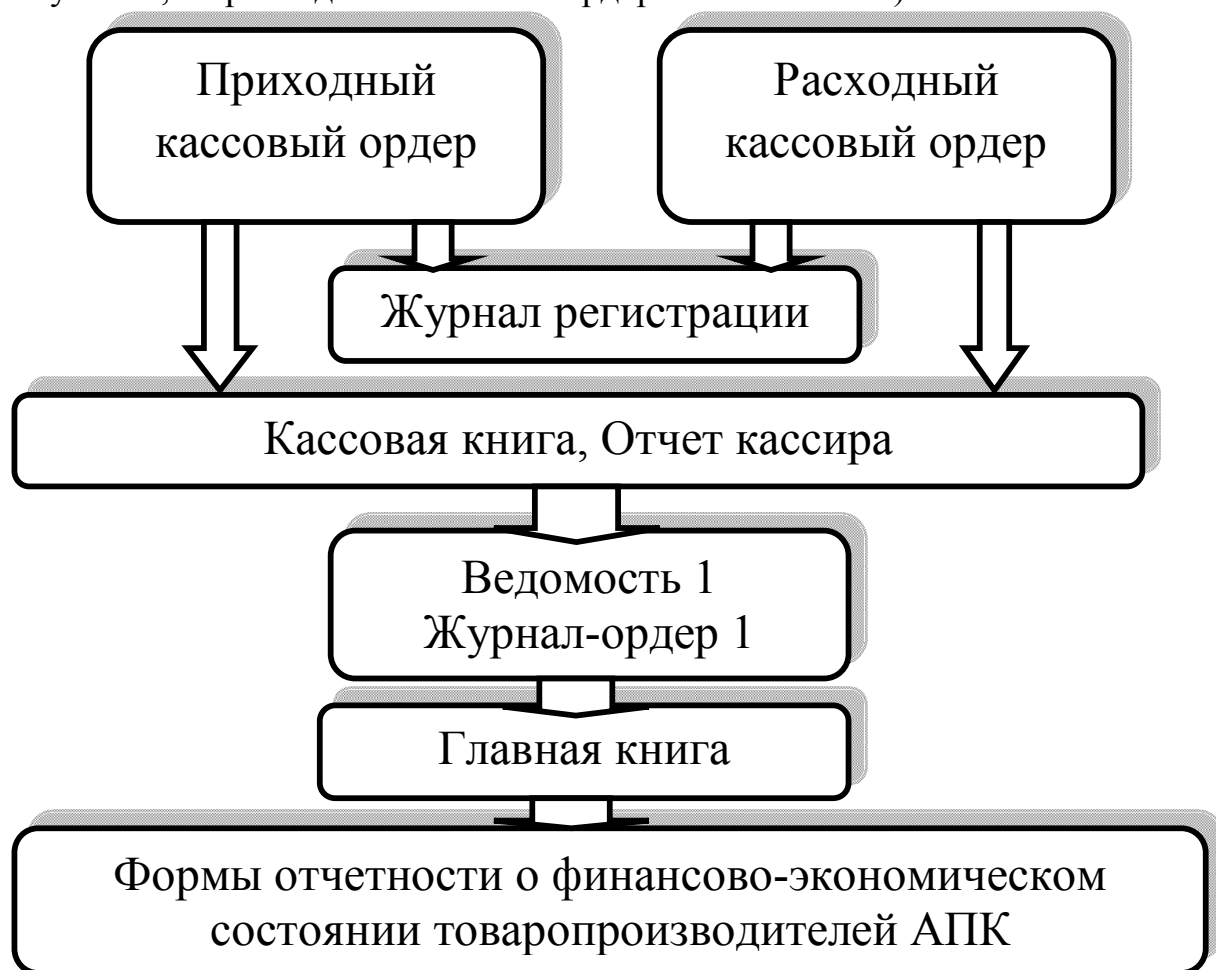 Приходный
кассовый ордер
Расходный
кассовый ордер
Журнал регистрации
Кассовая книга, Отчет кассира
Ведомость 1
Журнал-ордер 1
Главная книга
Формы отчетности о финансово-экономическом
состоянии товаропроизводителей АПК